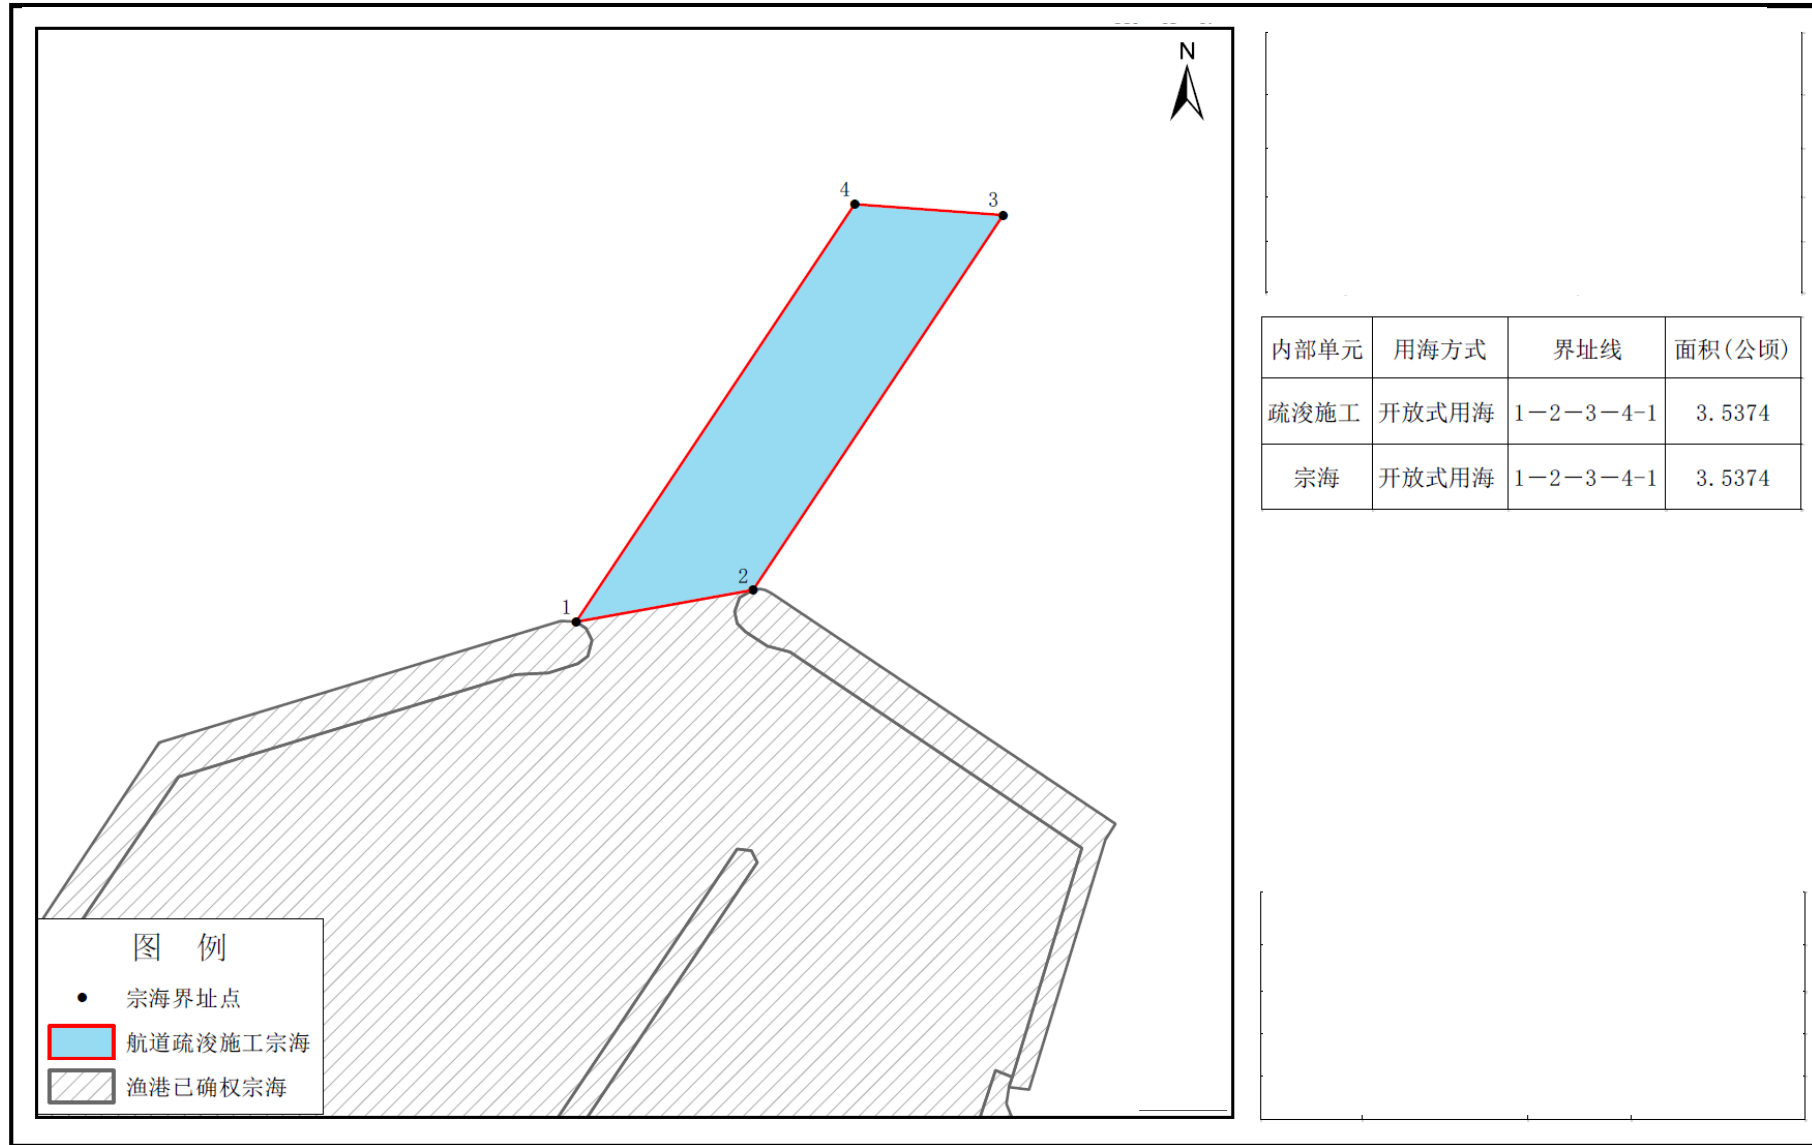 N
4
3
2
1
内部单元 用海方式 界址线 面积(公顷)
疏浚施工 开放式用海 1－2－3－4-1 3.5374
宗海 开放式用海 1－2－3－4-1 3.5374
图 例
宗海界址点
航道疏浚施工宗海
渔港已确权宗海